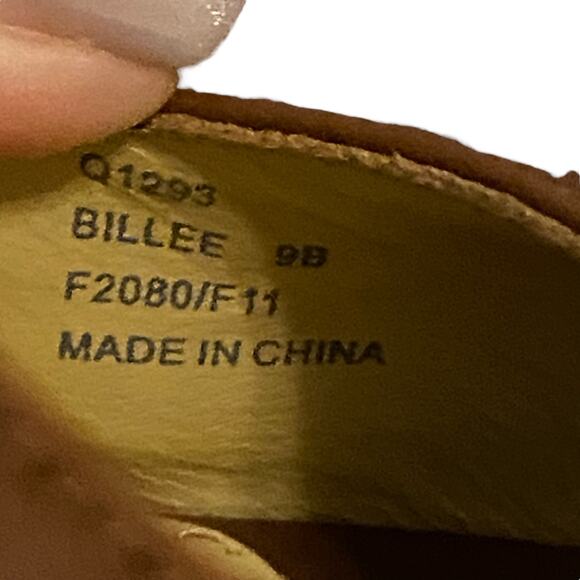 Q1293
BILLEE 9B
F2080/F11
MADE IN CHINA